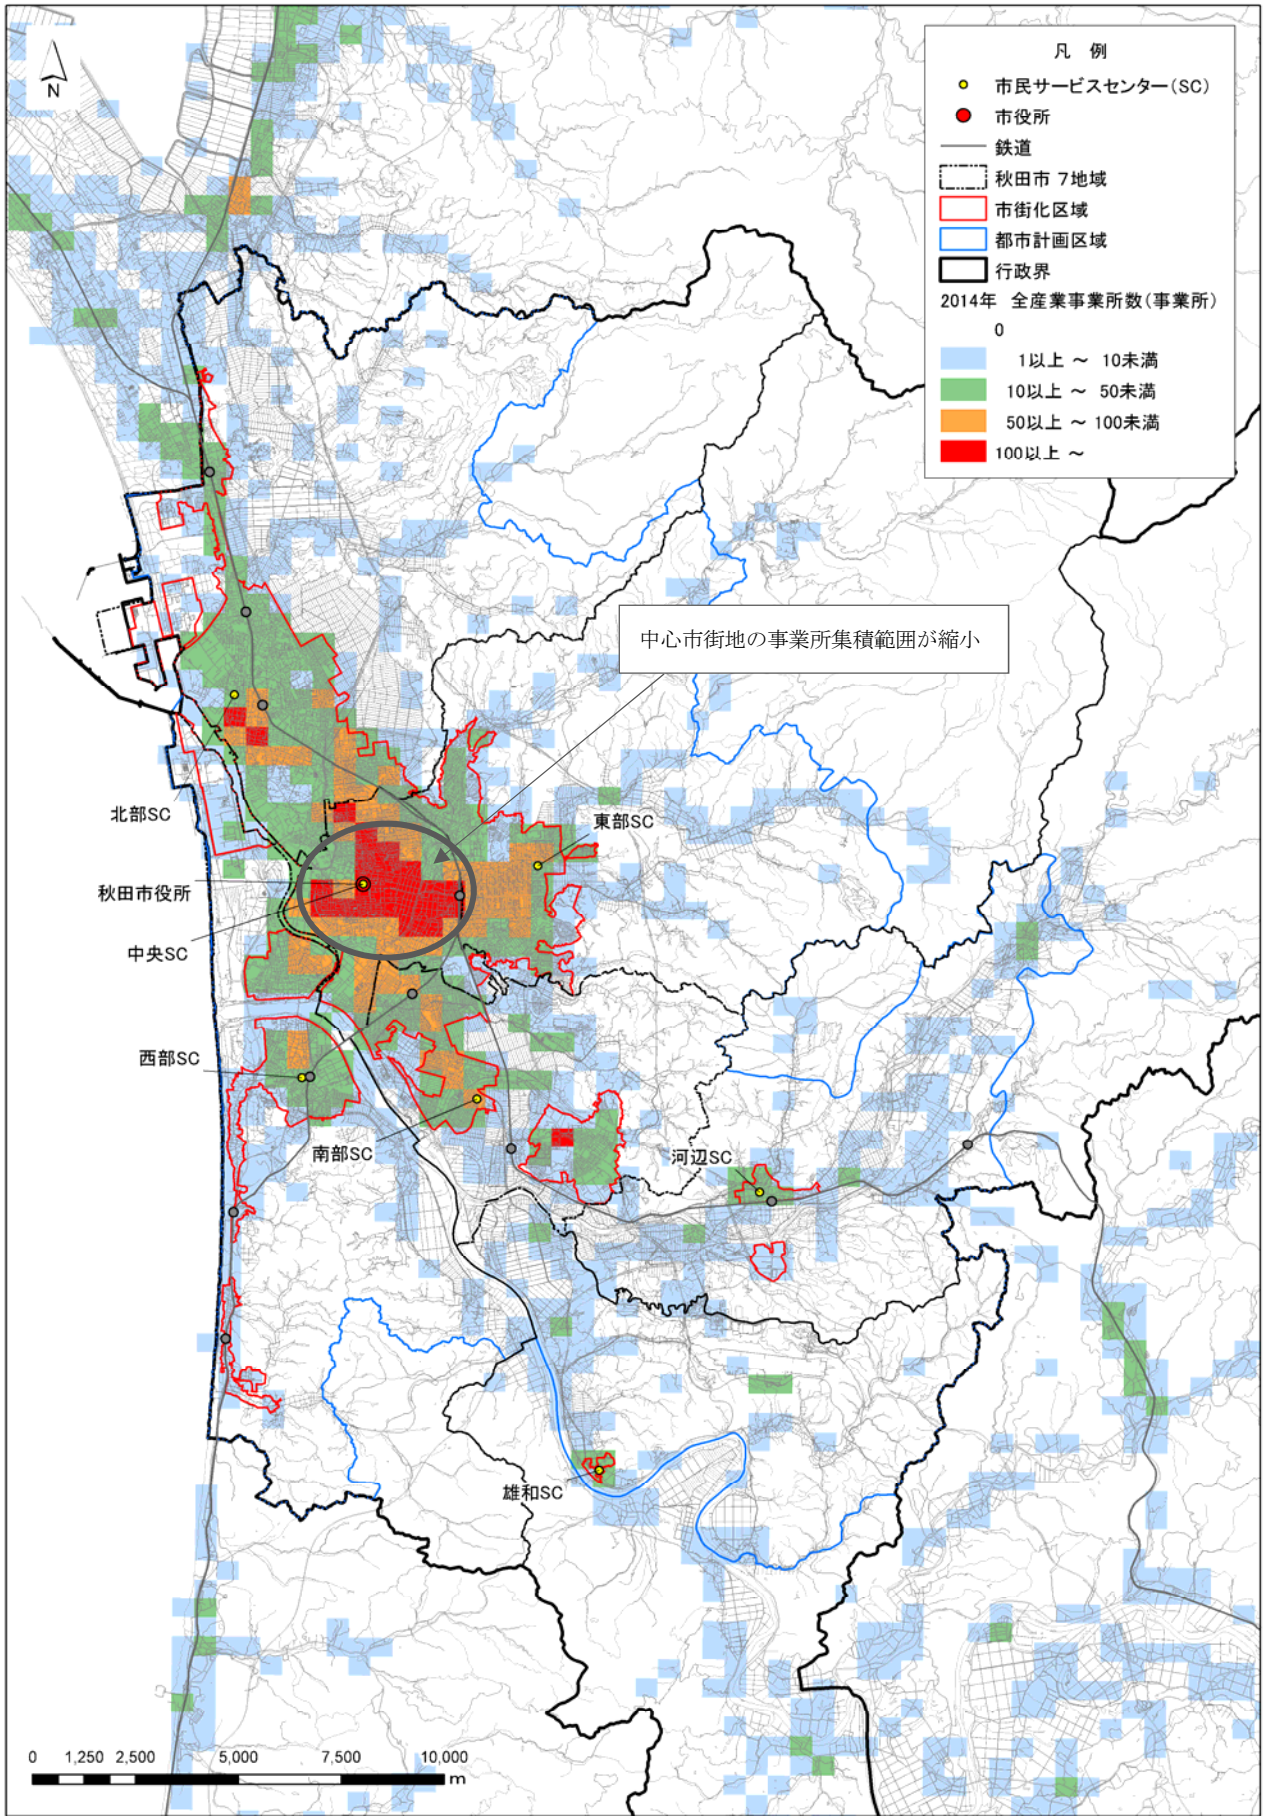 N
凡 例
市民サービスセンター(SC)
市役所
鉄道
秋田市 7地域
市街化区域
都市計画区域
行政界
2014年 全産業事業所数(事業所)
0
1以上 ～ 10未満
10以上 ～ 50未満
50以上 ～ 100未満
100以上 ～
中心市街地の事業所集積範囲が縮小
北部SC
東部SC
秋田市役所
中央SC
西部SC
南部SC
河辺SC
雄和SC
0 1,250 2,500 5,000 7,500 10,000
m